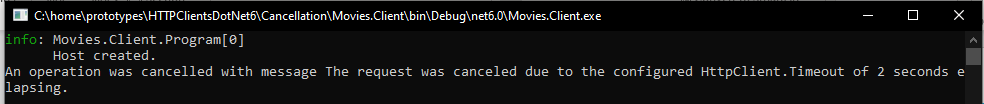 C:\home\prototypes\HTTPClientsDotNet6\Cancellation\Movies.Client\bin\Debug\net6.0\Movies.Client.exe
info: Movies.Client.Program[0]
Host created.
An operation was cancelled with message The request was canceled due to the configured HttpClient.Timeout of 2 seconds e
lapsing.